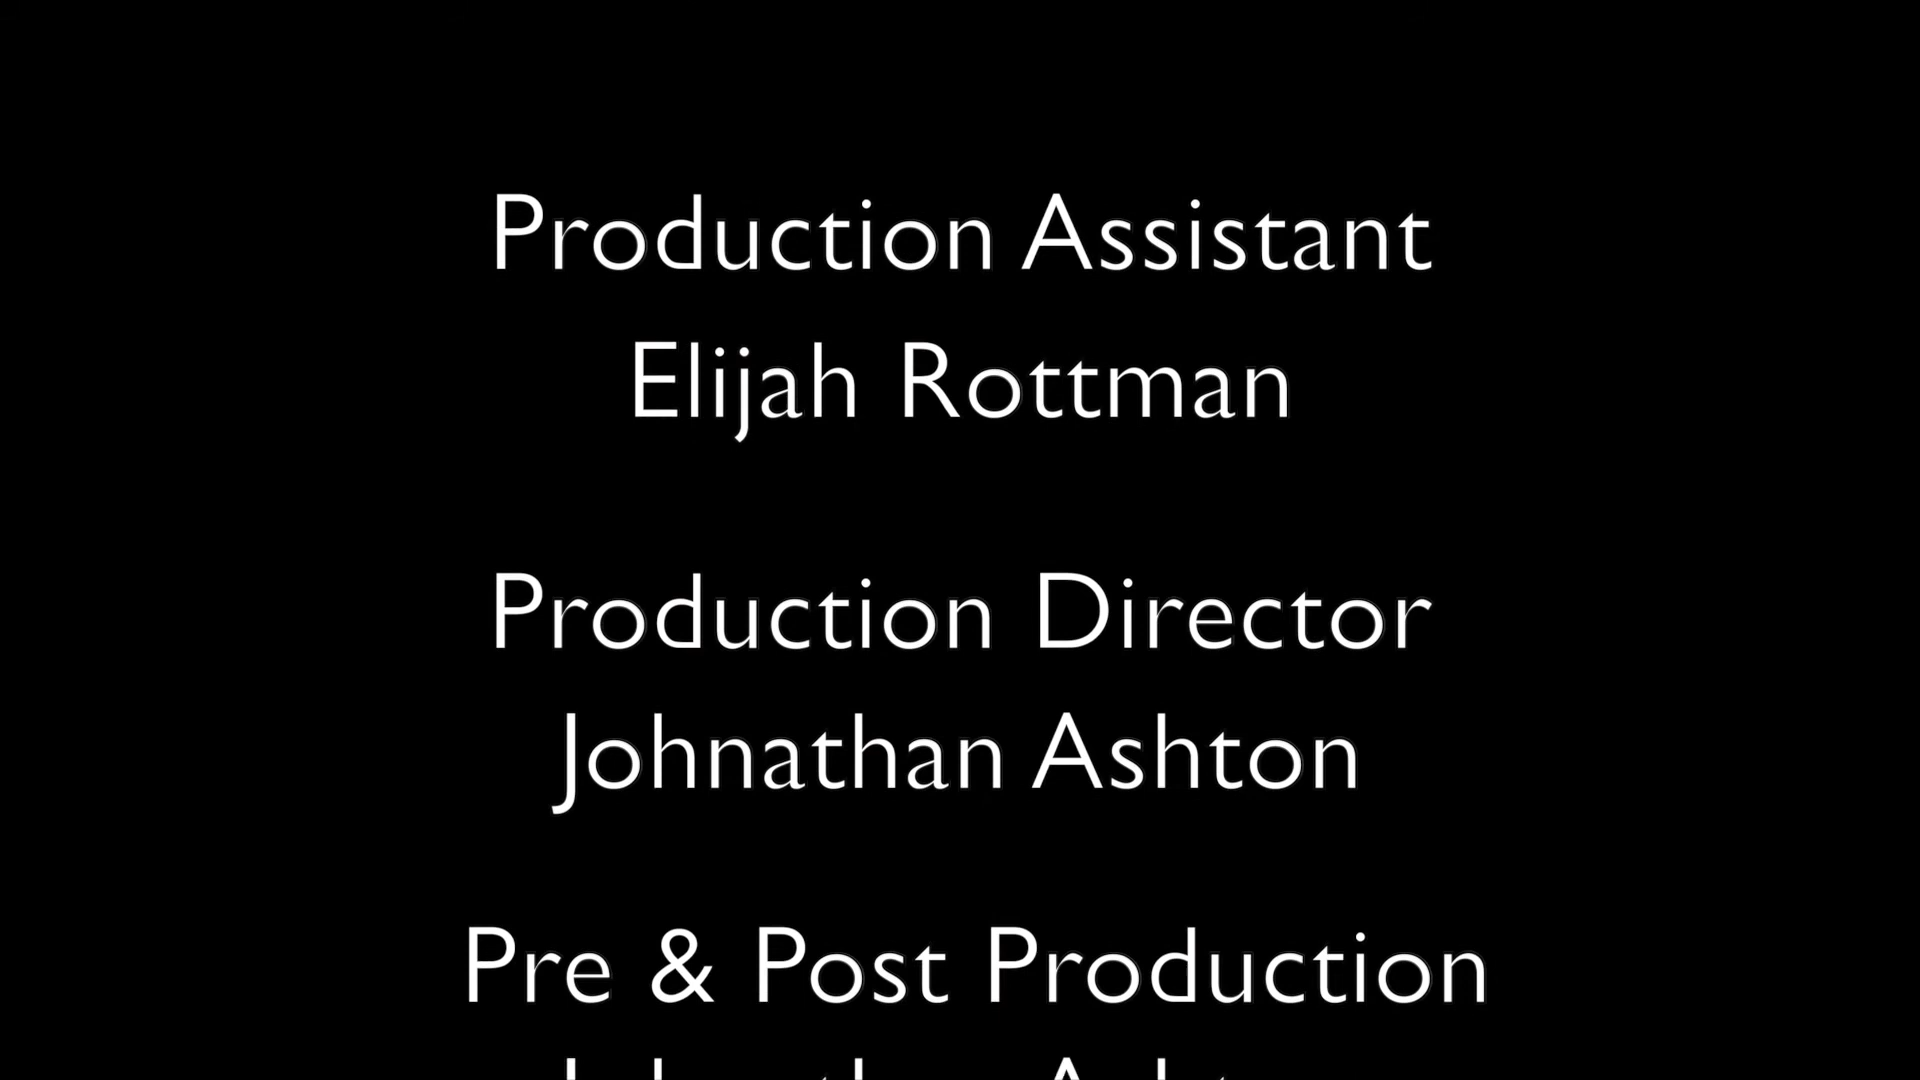 Production Assistant
Elijah Rottman
Production Director
Johnathan Ashton
Pre & Post Production